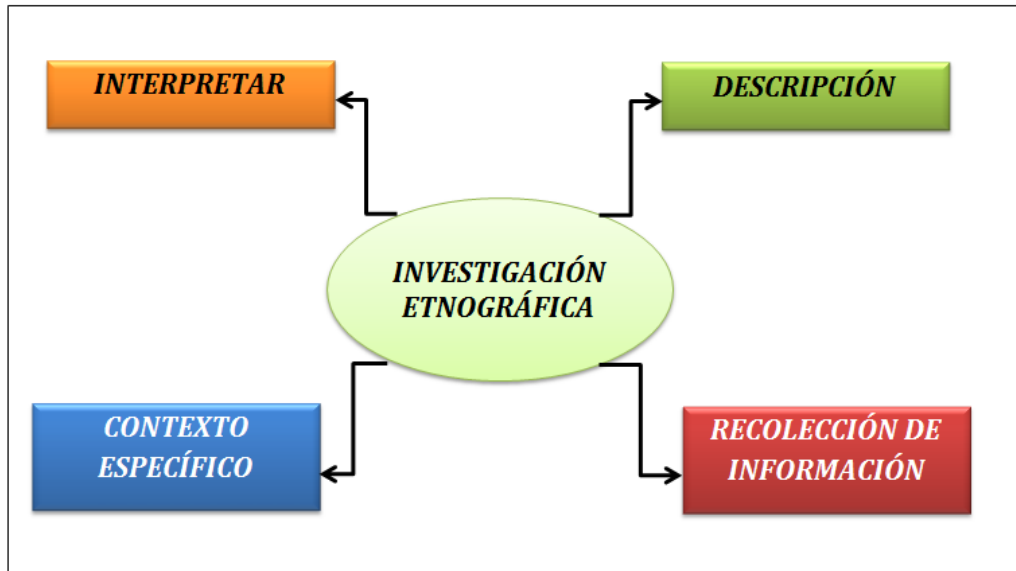 INTERPRETAR
DESCRIPCIÓN
INVESTIGACIÓN
ETNOGRÁFICA
CONTEXTO
ESPECÍFICO
RECOLECCIÓN DE
INFORMACIÓN